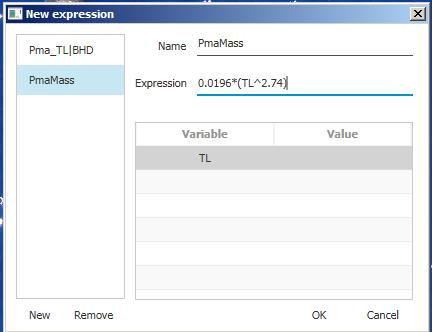 New expression
Pma_TL|BHD
PmaMass
Name PmaMass
Expression 0.0196*(TL^2.74)
Variable Value
TL
New Remove OK Cancel